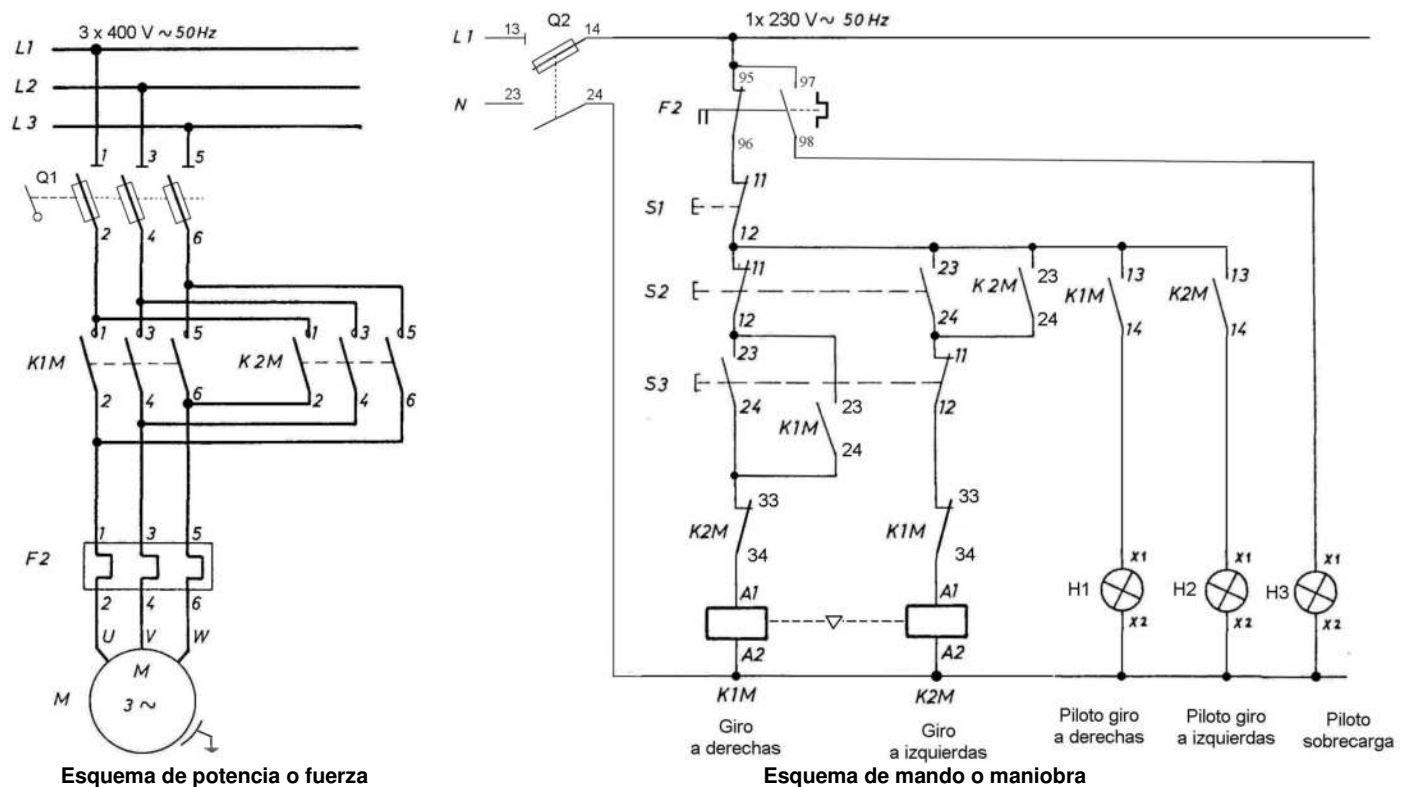 3 x 400 V ~ 50Hz
L1
L2
L3
1 3 5
Q1
2 4 6
1 3 5 1 3 5
K1M K2M
2 4 6 2 4 6
1 3 5
F2
2 4 6
U V W
M
M
3 ~
Esquema de potencia o fuerza
1x 230 V ~ 50 Hz
L1 13 Q2 14
N 23 24
95 97
F2
96 98
11
S1
12
11 23 K2M 23
S2
12 24 24
13 13
K1M K2M
14 14
23 11
S3
24 12
23
K1M
24
33 33
K2M K1M
34 34
A1 A1
A2 A2
X1 X1 X1
H1 H2 H3
X2 X2 X2
K1M K2M
Giro
a derechas
Giro
a izquierdas
Piloto giro
a derechas
Piloto giro
a izquierdas
Piloto
sobrecarga
Esquema de mando o maniobra